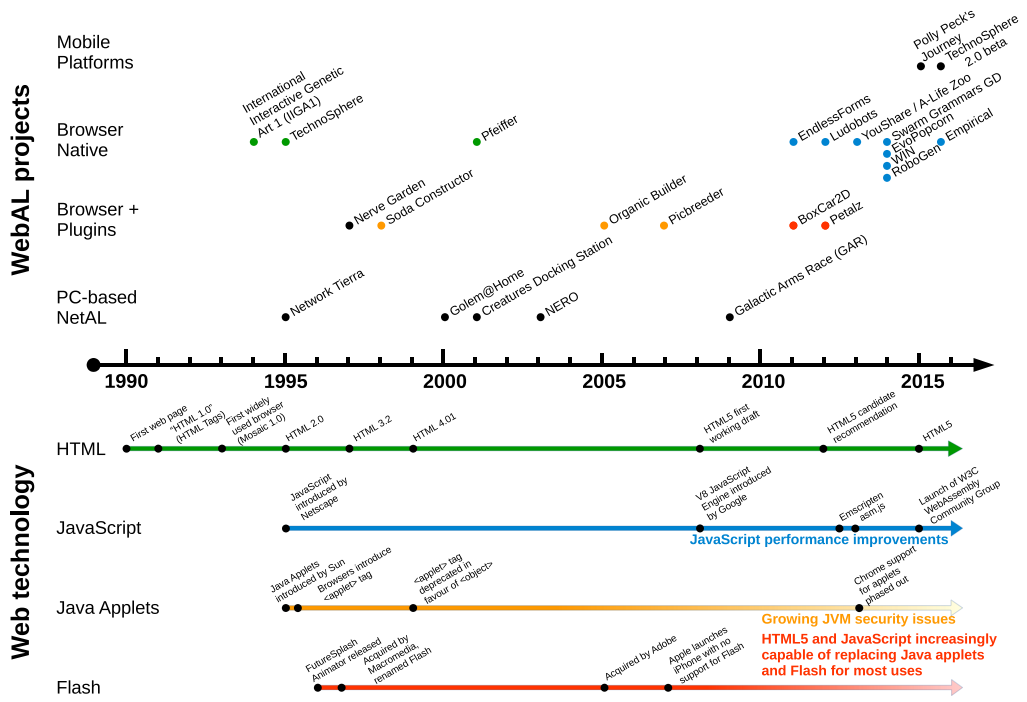 WebAL projects
Mobile
Platforms
Polly Peck's
Journey
TechnoSphere
2.0 beta
Browser
Native
International
Interactive Genetic
Art 1 (IIGA1)
TechnoSphere
Pfeiffer
EndlessForms
Ludobots
YouShare / A-Life Zoo
Swarm Grammars GD
EvoPopcorn
WIN
RoboGen
Empirical
Browser +
Plugins
Nerve Garden
Soda Constructor
Organic Builder
Picbreeder
BoxCar2D
Petalz
PC-based
NetAL
Network Tierra
Golem@Home
Creatures Docking Station
NERO
Galactic Arms Race (GAR)
1990
1995
2000
2005
2010
2015
Web technology
HTML
First web page
"HTML 1.0"
(HTML Tags)
First widely
used browser
(Mosaic 1.0)
HTML 2.0
HTML 3.2
HTML 4.01
HTML5 first
working draft
HTML5 candidate
recommendation
HTML5
JavaScript
JavaScript
introduced by
Netscape
V8 JavaScript
Engine introduced
by Google
Emscripten
asm.js
Launch of W3C
WebAssembly
Community Group
JavaScript performance improvements
Java Applets
Java Applets
introduced by Sun
Browsers introduce
<applet> tag
<applet> tag
deprecated in
favour of <object>
Chrome support
for applets
phased out
Growing JVM security issues
HTML5 and JavaScript increasingly
capable of replacing Java applets
and Flash for most uses
Flash
FutureSplash
Animator released
Acquired by
Macromedia,
renamed Flash
Acquired by Adobe
Apple launches
iPhone with no
support for Flash